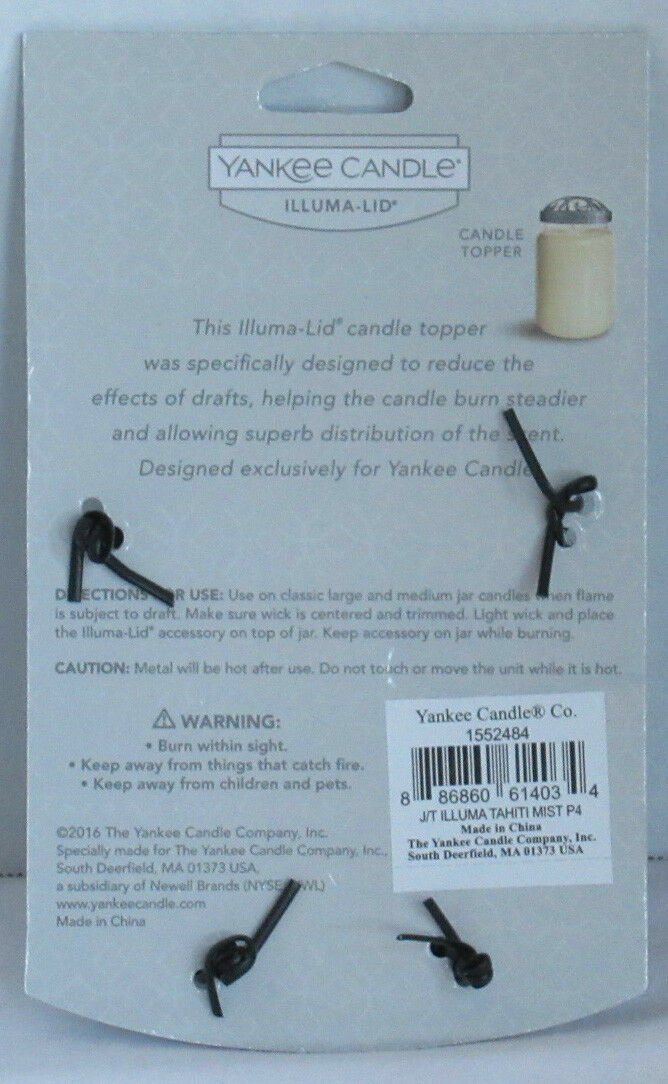 YANKEE CANDLE®
ILLUMA-LID®
CANDLE
TOPPER
This Illuma-Lid® candle topper
was specifically designed to reduce the
effects of drafts, helping the candle burn steadier
and allowing superb distribution of the
Designed exclusively for Yankee Candle
USE: Use on classic large and medium jar candles when flame
is subject to draft. Make sure wick is centered and trimmed. Light wick and place
the Illuma-Lid® accessory on top of jar. Keep accessory on jar while burning.
CAUTION: Metal will be hot after use. Do not touch or move the unit while it is hot.
⚠ WARNING:
• Burn within sight.
• Keep away from things that catch fire.
• Keep away from children and pets.
©2016 The Yankee Candle Company, Inc.
Specially made for The Yankee Candle Company, Inc.,
South Deerfield, MA 01373 USA,
a subsidiary of Newell Brands (NYSE
www.yankeecandle.com
Made in China
Yankee Candle® Co.
1552484
8 86860 61403 4
J/T ILLUMA TAHITI MIST P4
Made in China
The Yankee Candle Company, Inc.
South Deerfield, MA 01373 USA